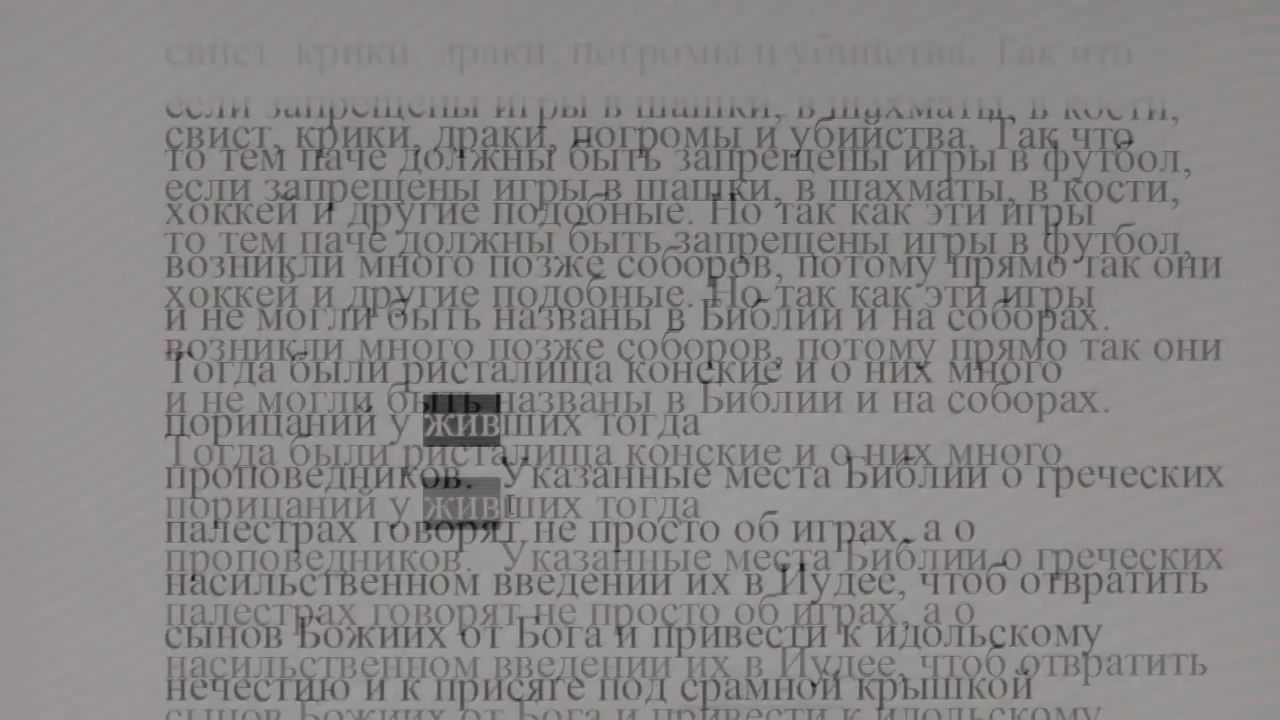 свист, крики, драки, погромы и убийства. Так что
если запрещены игры в шашки, в шахматы, в кости,
то тем паче должны быть запрещены игры в футбол,
хоккей и другие подобные. Но так как эти игры
возникли много позже соборов, потому прямо так они
и не могли быть названы в Библии и на соборах.
Тогда были ристалища конские и о них много
порицаний у живших тогда
проповедников. Указанные места Библии о греческих
палестрах говорят не просто об играх, а о
насильственном введении их в Иудее, чтоб отвратить
сынов Божиих от Бога и привести к идольскому
нечестию и к присяге под срамной крышкой